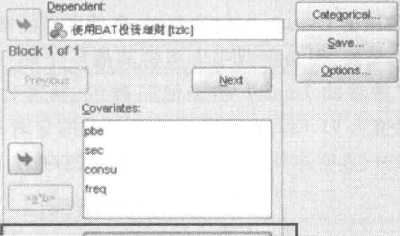 Dependent:
Categorical...
使用BAT投资理财 [tzlc]
Save...
Block 1 of 1
Options...
Previous
Next
Covariates:
pbe
sec
consu
freq
>a*b>